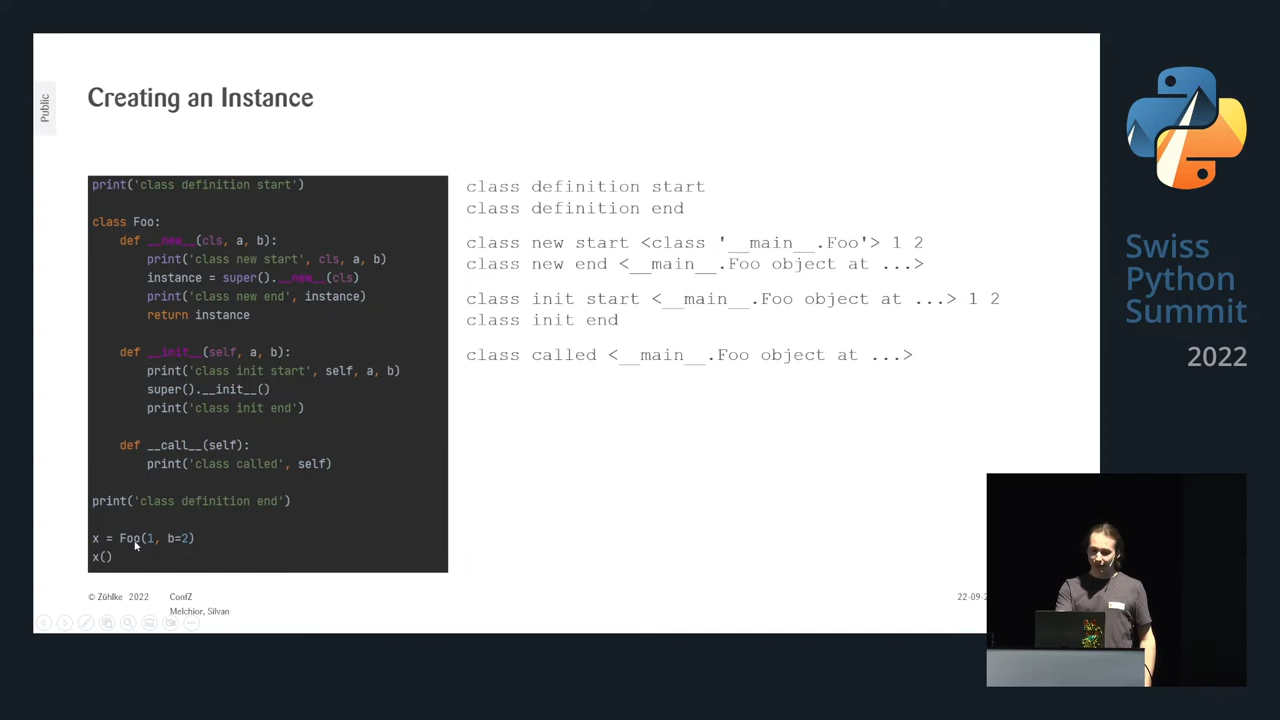 Public
Creating an Instance
print('class definition start')
class Foo:
def __new__(cls, a, b):
print('class new start', cls, a, b)
instance = super().__new__(cls)
print('class new end', instance)
return instance
def __init__(self, a, b):
print('class init start', self, a, b)
super().__init__()
print('class init end')
def __call__(self):
print('class called', self)
print('class definition end')
x = Foo(1, b=2)
x()
class definition start
class definition end
class new start <class '__main__.Foo'> 1 2
class new end <__main__.Foo object at ...>
class init start <__main__.Foo object at ...> 1 2
class init end
class called <__main__.Foo object at ...>
© Zühlke 2022
ConfZ
22-09-2
Melchior, Silvan
Swiss
Python
Summit
2022